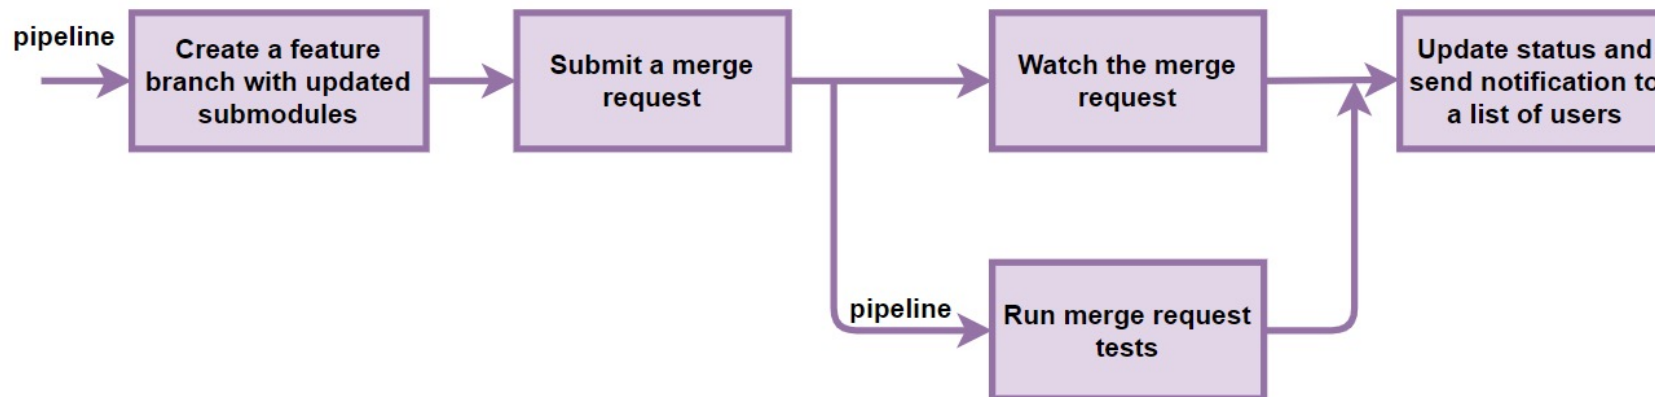 pipeline
Create a feature
branch with updated
submodules
Submit a merge
request
Watch the merge
request
Update status and
send notification to
a list of users
pipeline
Run merge request
tests